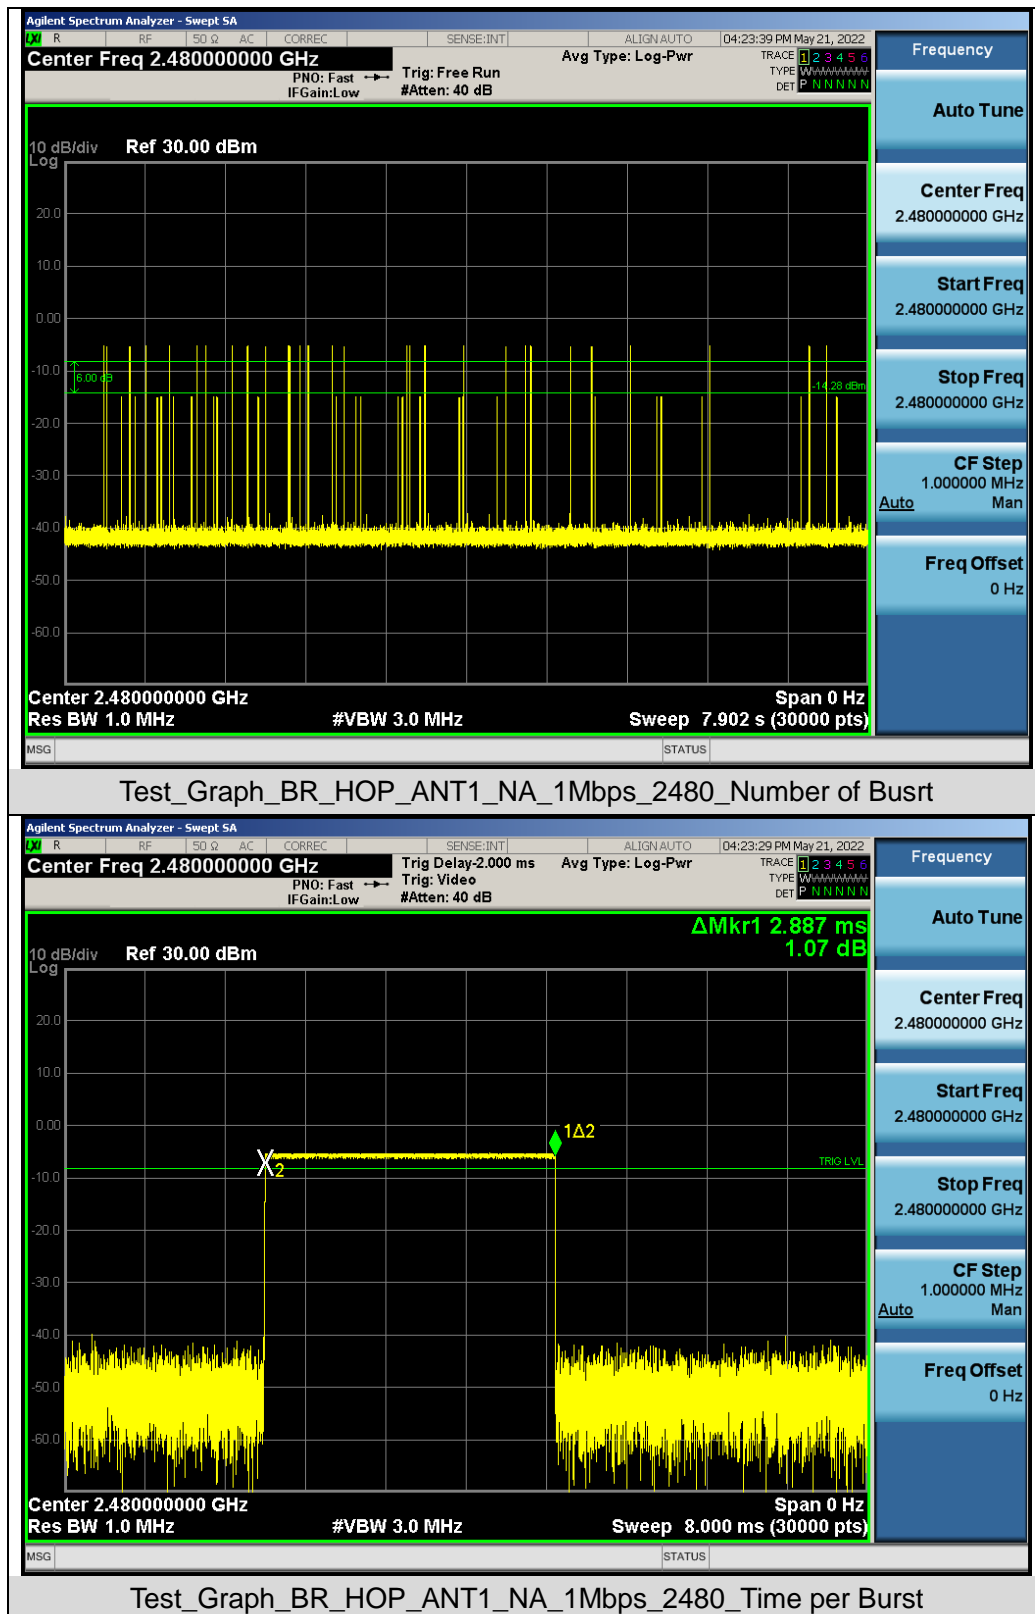 Agilent Spectrum Analyzer - Swept SA
LXI R RF 50 Ω AC CORREC SENSE:INT ALIGN AUTO 04:23:39 PM May 21, 2022
Center Freq 2.480000000 GHz
PNO: Fast
IFGain:Low
Trig: Free Run
#Atten: 40 dB
Avg Type: Log-Pwr
TRACE 1 2 3 4 5 6
TYPE
DET P N N N N N
10 dB/div Ref 30.00 dBm
Log
20.0
10.0
0.00
-10.0
-20.0
-30.0
-40.0
-50.0
-60.0
6.00 dB
-14.28 dBm
Center 2.480000000 GHz Span 0 Hz
Res BW 1.0 MHz #VBW 3.0 MHz Sweep 7.902 s (30000 pts)
MSG STATUS
Frequency
Auto Tune
Center Freq
2.480000000 GHz
Start Freq
2.480000000 GHz
Stop Freq
2.480000000 GHz
CF Step
1.000000 MHz
Auto Man
Freq Offset
0 Hz
Test_Graph_BR_HOP_ANT1_NA_1Mbps_2480_Number of Busrt
Agilent Spectrum Analyzer - Swept SA
LXI R RF 50 Ω AC CORREC SENSE:INT ALIGN AUTO 04:23:29 PM May 21, 2022
Center Freq 2.480000000 GHz
PNO: Fast
IFGain:Low
Trig Delay-2.000 ms
Trig: Video
#Atten: 40 dB
Avg Type: Log-Pwr
TRACE 1 2 3 4 5 6
TYPE
DET P N N N N N
ΔMkr1 2.887 ms
1.07 dB
10 dB/div Ref 30.00 dBm
Log
20.0
10.0
0.00
-10.0
-20.0
-30.0
-40.0
-50.0
-60.0
1Δ2
2
TRIG LVL
Center 2.480000000 GHz Span 0 Hz
Res BW 1.0 MHz #VBW 3.0 MHz Sweep 8.000 ms (30000 pts)
MSG STATUS
Frequency
Auto Tune
Center Freq
2.480000000 GHz
Start Freq
2.480000000 GHz
Stop Freq
2.480000000 GHz
CF Step
1.000000 MHz
Auto Man
Freq Offset
0 Hz
Test_Graph_BR_HOP_ANT1_NA_1Mbps_2480_Time per Burst